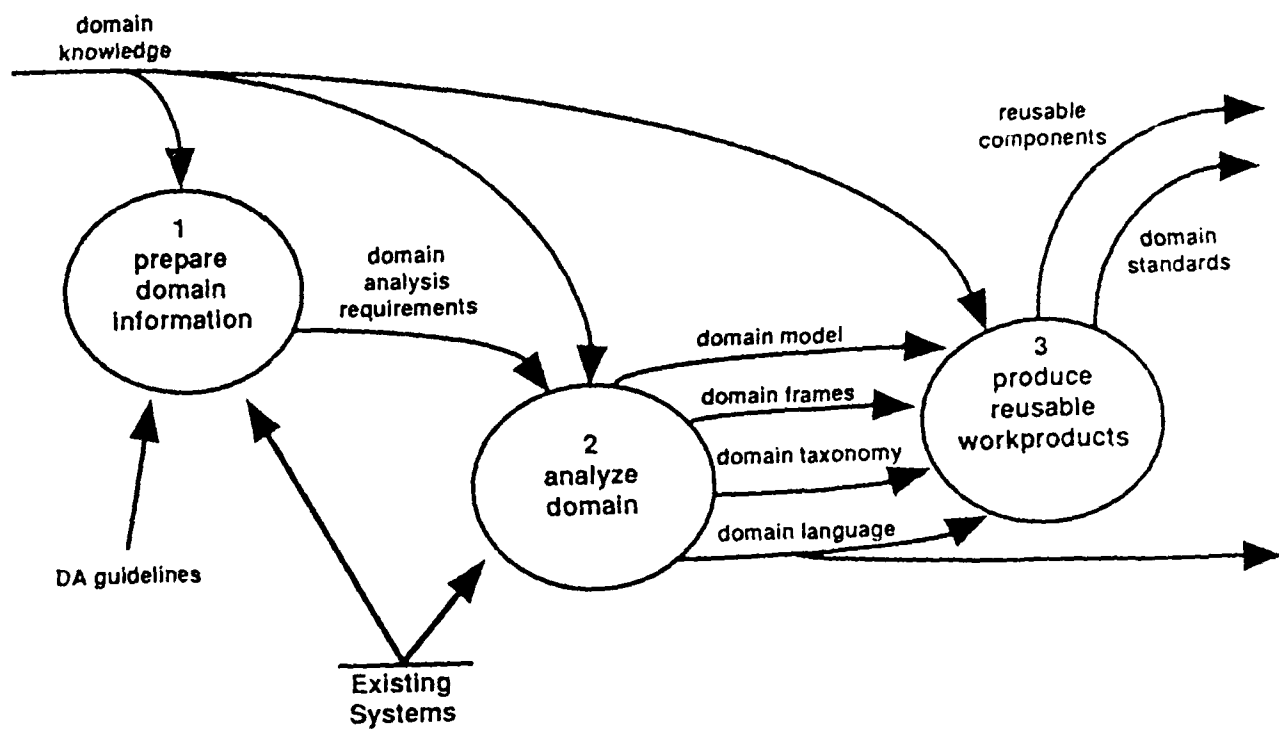 domain
knowledge
reusable
components
domain
standards
1
prepare
domain
information
domain
analysis
requirements
domain model
domain frames
domain taxonomy
domain language
3
produce
reusable
workproducts
2
analyze
domain
DA guidelines
Existing
Systems